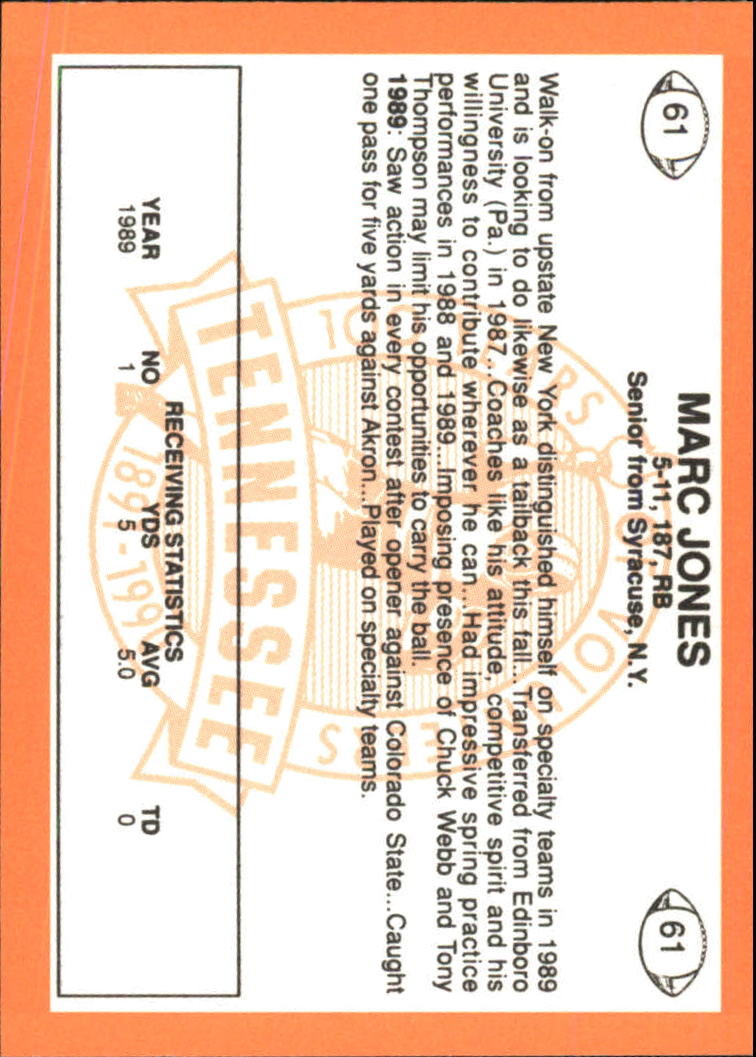 61
61
MARC JONES
5-11, 187, RB
Senior from Syracuse, N.Y.
Walk-on from upstate New York distinguished himself on specialty teams in 1989
and is looking to do likewise as a tailback this fall... Transferred from Edinboro
University (Pa.) in 1987...Coaches like his attitude, competitive spirit and his
willingness to contribute wherever he can...Had impressive spring practice
performances in 1988 and 1989...Imposing presence of Chuck Webb and Tony
Thompson may limit his opportunities to carry the ball.
1989: Saw action in every contest after opener against Colorado State...Caught
one pass for five yards against Akron...Played on specialty teams.
100 YEARS OF VOLUNTEERS
TENNESSEE
1891-1991
RECEIVING STATISTICS
YEAR NO YDS AVG TD
1989 1 5 5.0 0